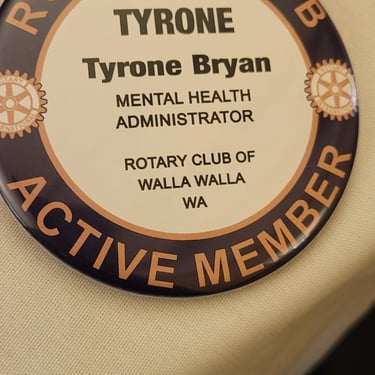 TYRONE
Tyrone Bryan
MENTAL HEALTH
ADMINISTRATOR
ROTARY CLUB OF
WALLA WALLA
WA
ACTIVE MEMBER